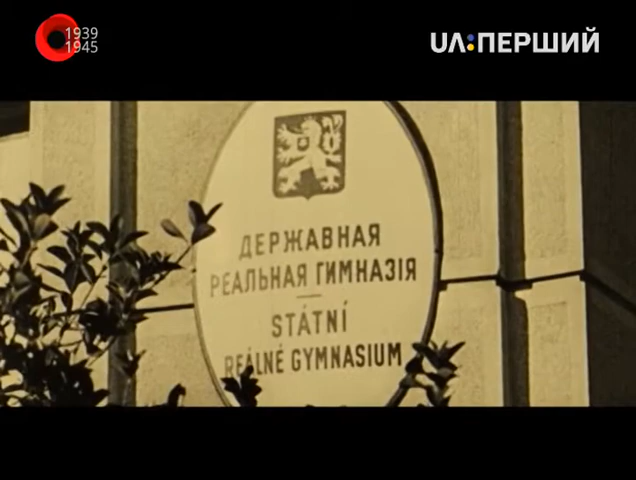 1939
1945
UA:ПЕРШИЙ
ДЕРЖАВНАЯ
РЕАЛЬНАЯ ГИМНАЗІЯ
STÁTNÍ
REÁLNÉ GYMNASIUM